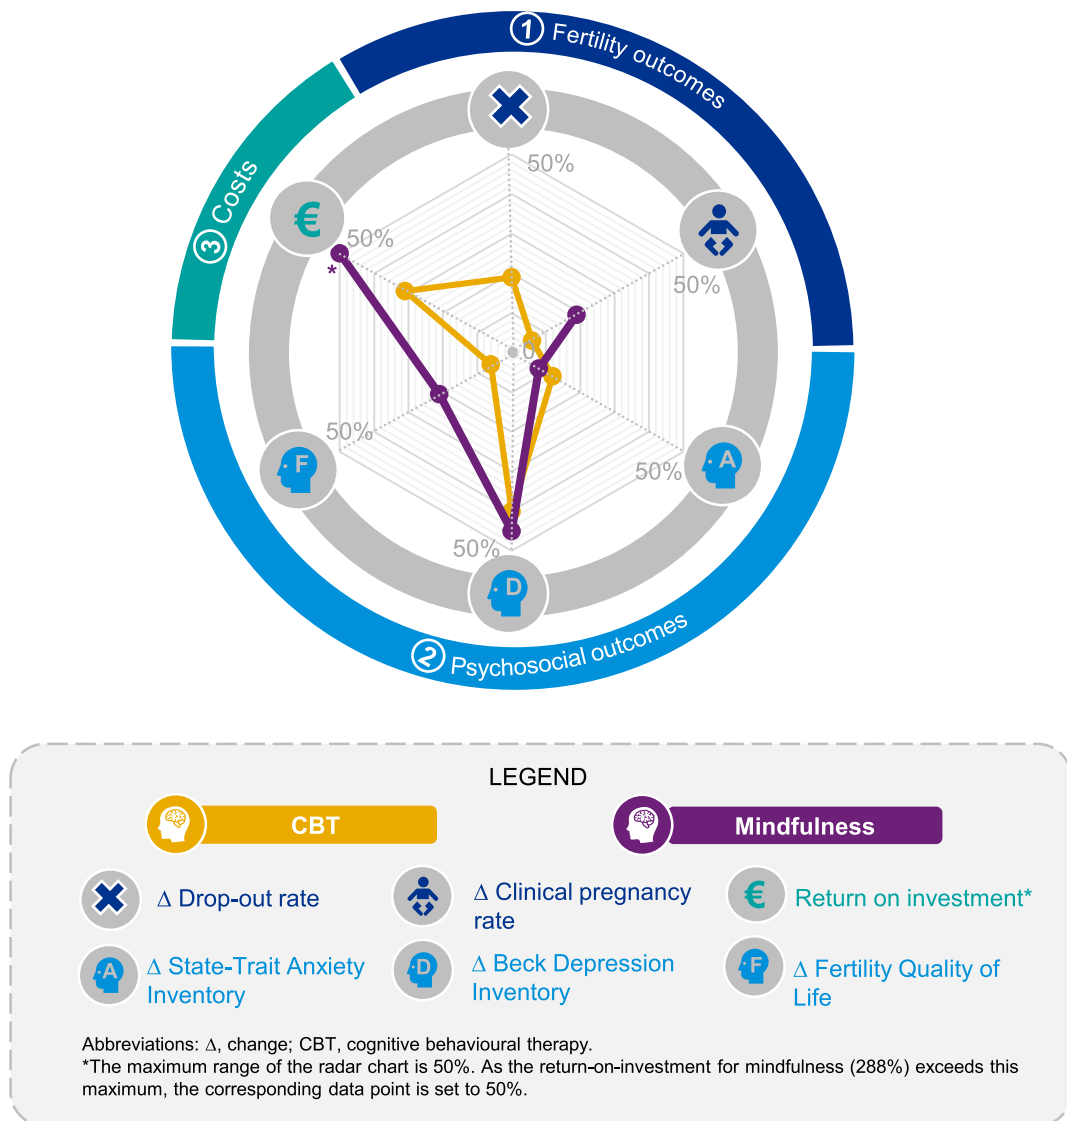 ① Fertility outcomes
50%
€
50%
③ Costs
*
50%
0
50%
F
50%
A
50%
D
② Psychosocial outcomes
LEGEND
CBT
Mindfulness
Δ Drop-out rate
Δ Clinical pregnancy
rate
€
Return on investment*
A
Δ State-Trait Anxiety
Inventory
D
Δ Beck Depression
Inventory
F
Δ Fertility Quality of
Life
Abbreviations: Δ, change; CBT, cognitive behavioural therapy.
*The maximum range of the radar chart is 50%. As the return-on-investment for mindfulness (288%) exceeds this
maximum, the corresponding data point is set to 50%.